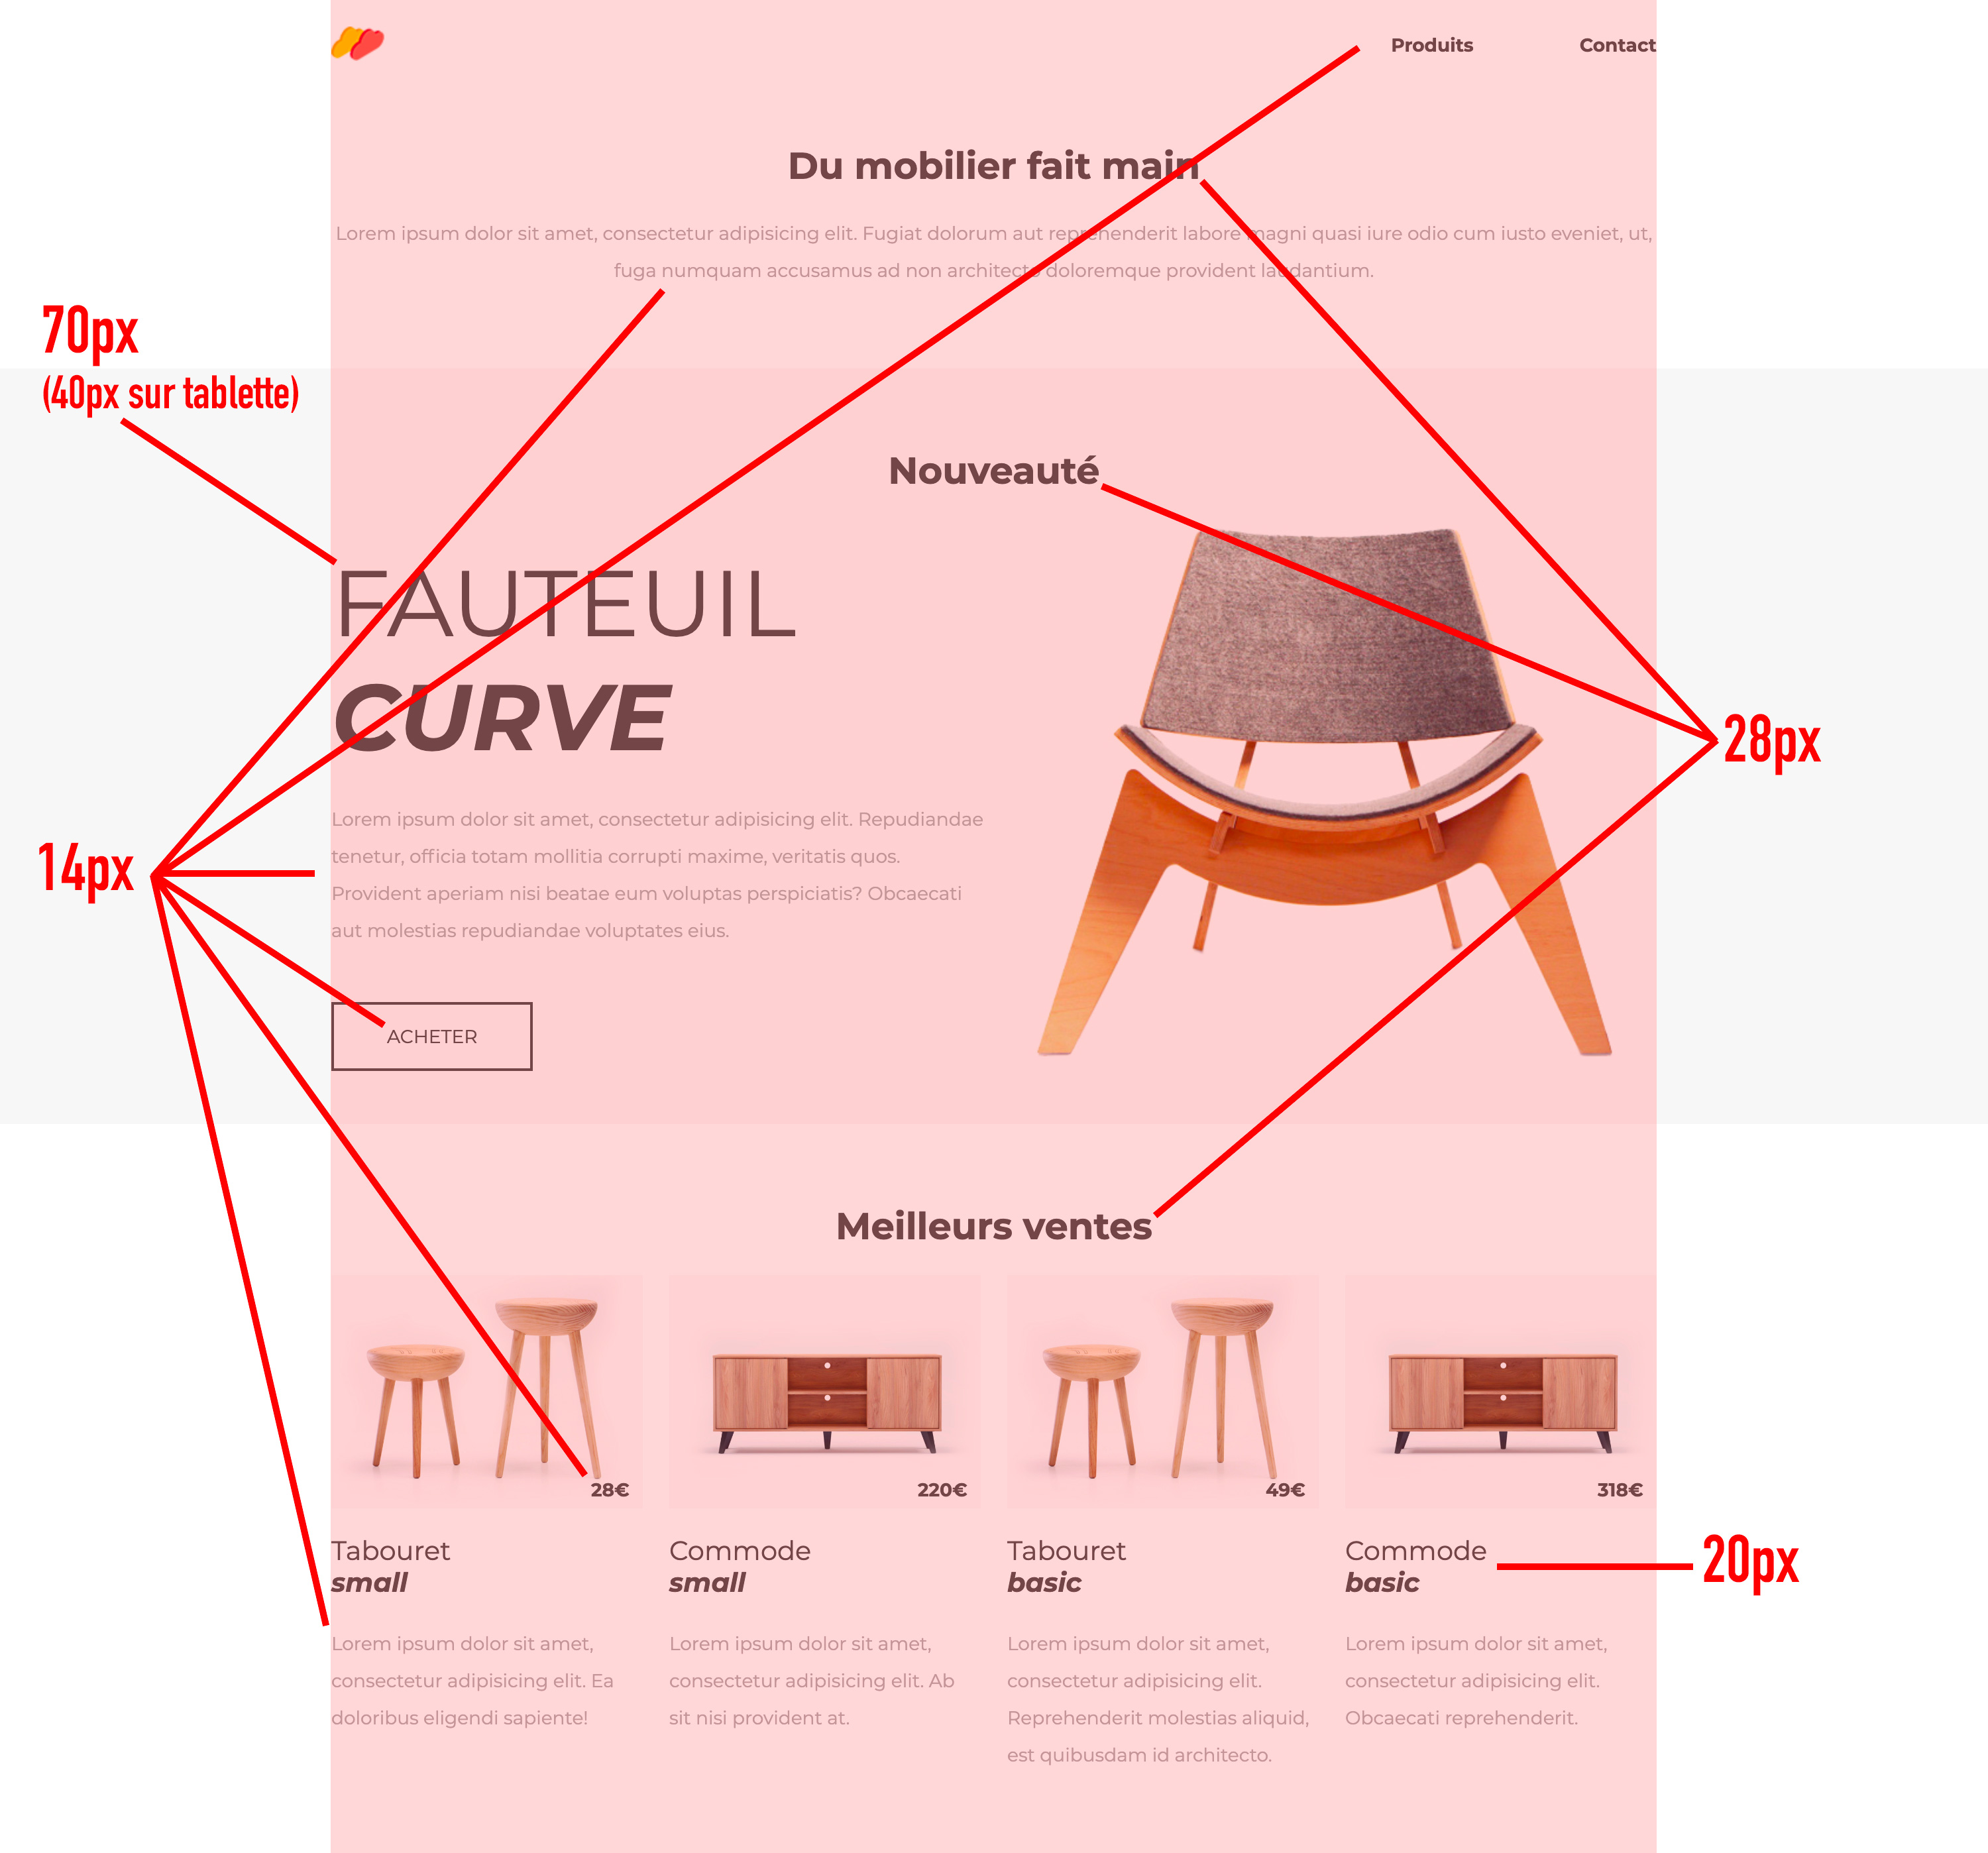 Produits
Contact
Du mobilier fait main
Lorem ipsum dolor sit amet, consectetur adipisicing elit. Fugiat dolorum aut reprehenderit labore magni quasi iure odio cum iusto eveniet, ut,
fuga numquam accusamus ad non architecto doloremque provident laudantium.
70px
(40px sur tablette)
Nouveauté
FAUTEUIL
CURVE
28px
14px
Lorem ipsum dolor sit amet, consectetur adipisicing elit. Repudiandae
tenetur, officia totam mollitia corrupti maxime, veritatis quos.
Provident aperiam nisi beatae eum voluptas perspiciatis? Obcaecati
aut molestias repudiandae voluptates eius.
ACHETER
Meilleurs ventes
28€
220€
49€
318€
Tabouret
small
Commode
small
Tabouret
basic
Commode
basic
20px
Lorem ipsum dolor sit amet,
consectetur adipisicing elit. Ea
doloribus eligendi sapiente!
Lorem ipsum dolor sit amet,
consectetur adipisicing elit. Ab
sit nisi provident at.
Lorem ipsum dolor sit amet,
consectetur adipisicing elit.
Reprehenderit molestias aliquid,
est quibusdam id architecto.
Lorem ipsum dolor sit amet,
consectetur adipisicing elit.
Obcaecati reprehenderit.